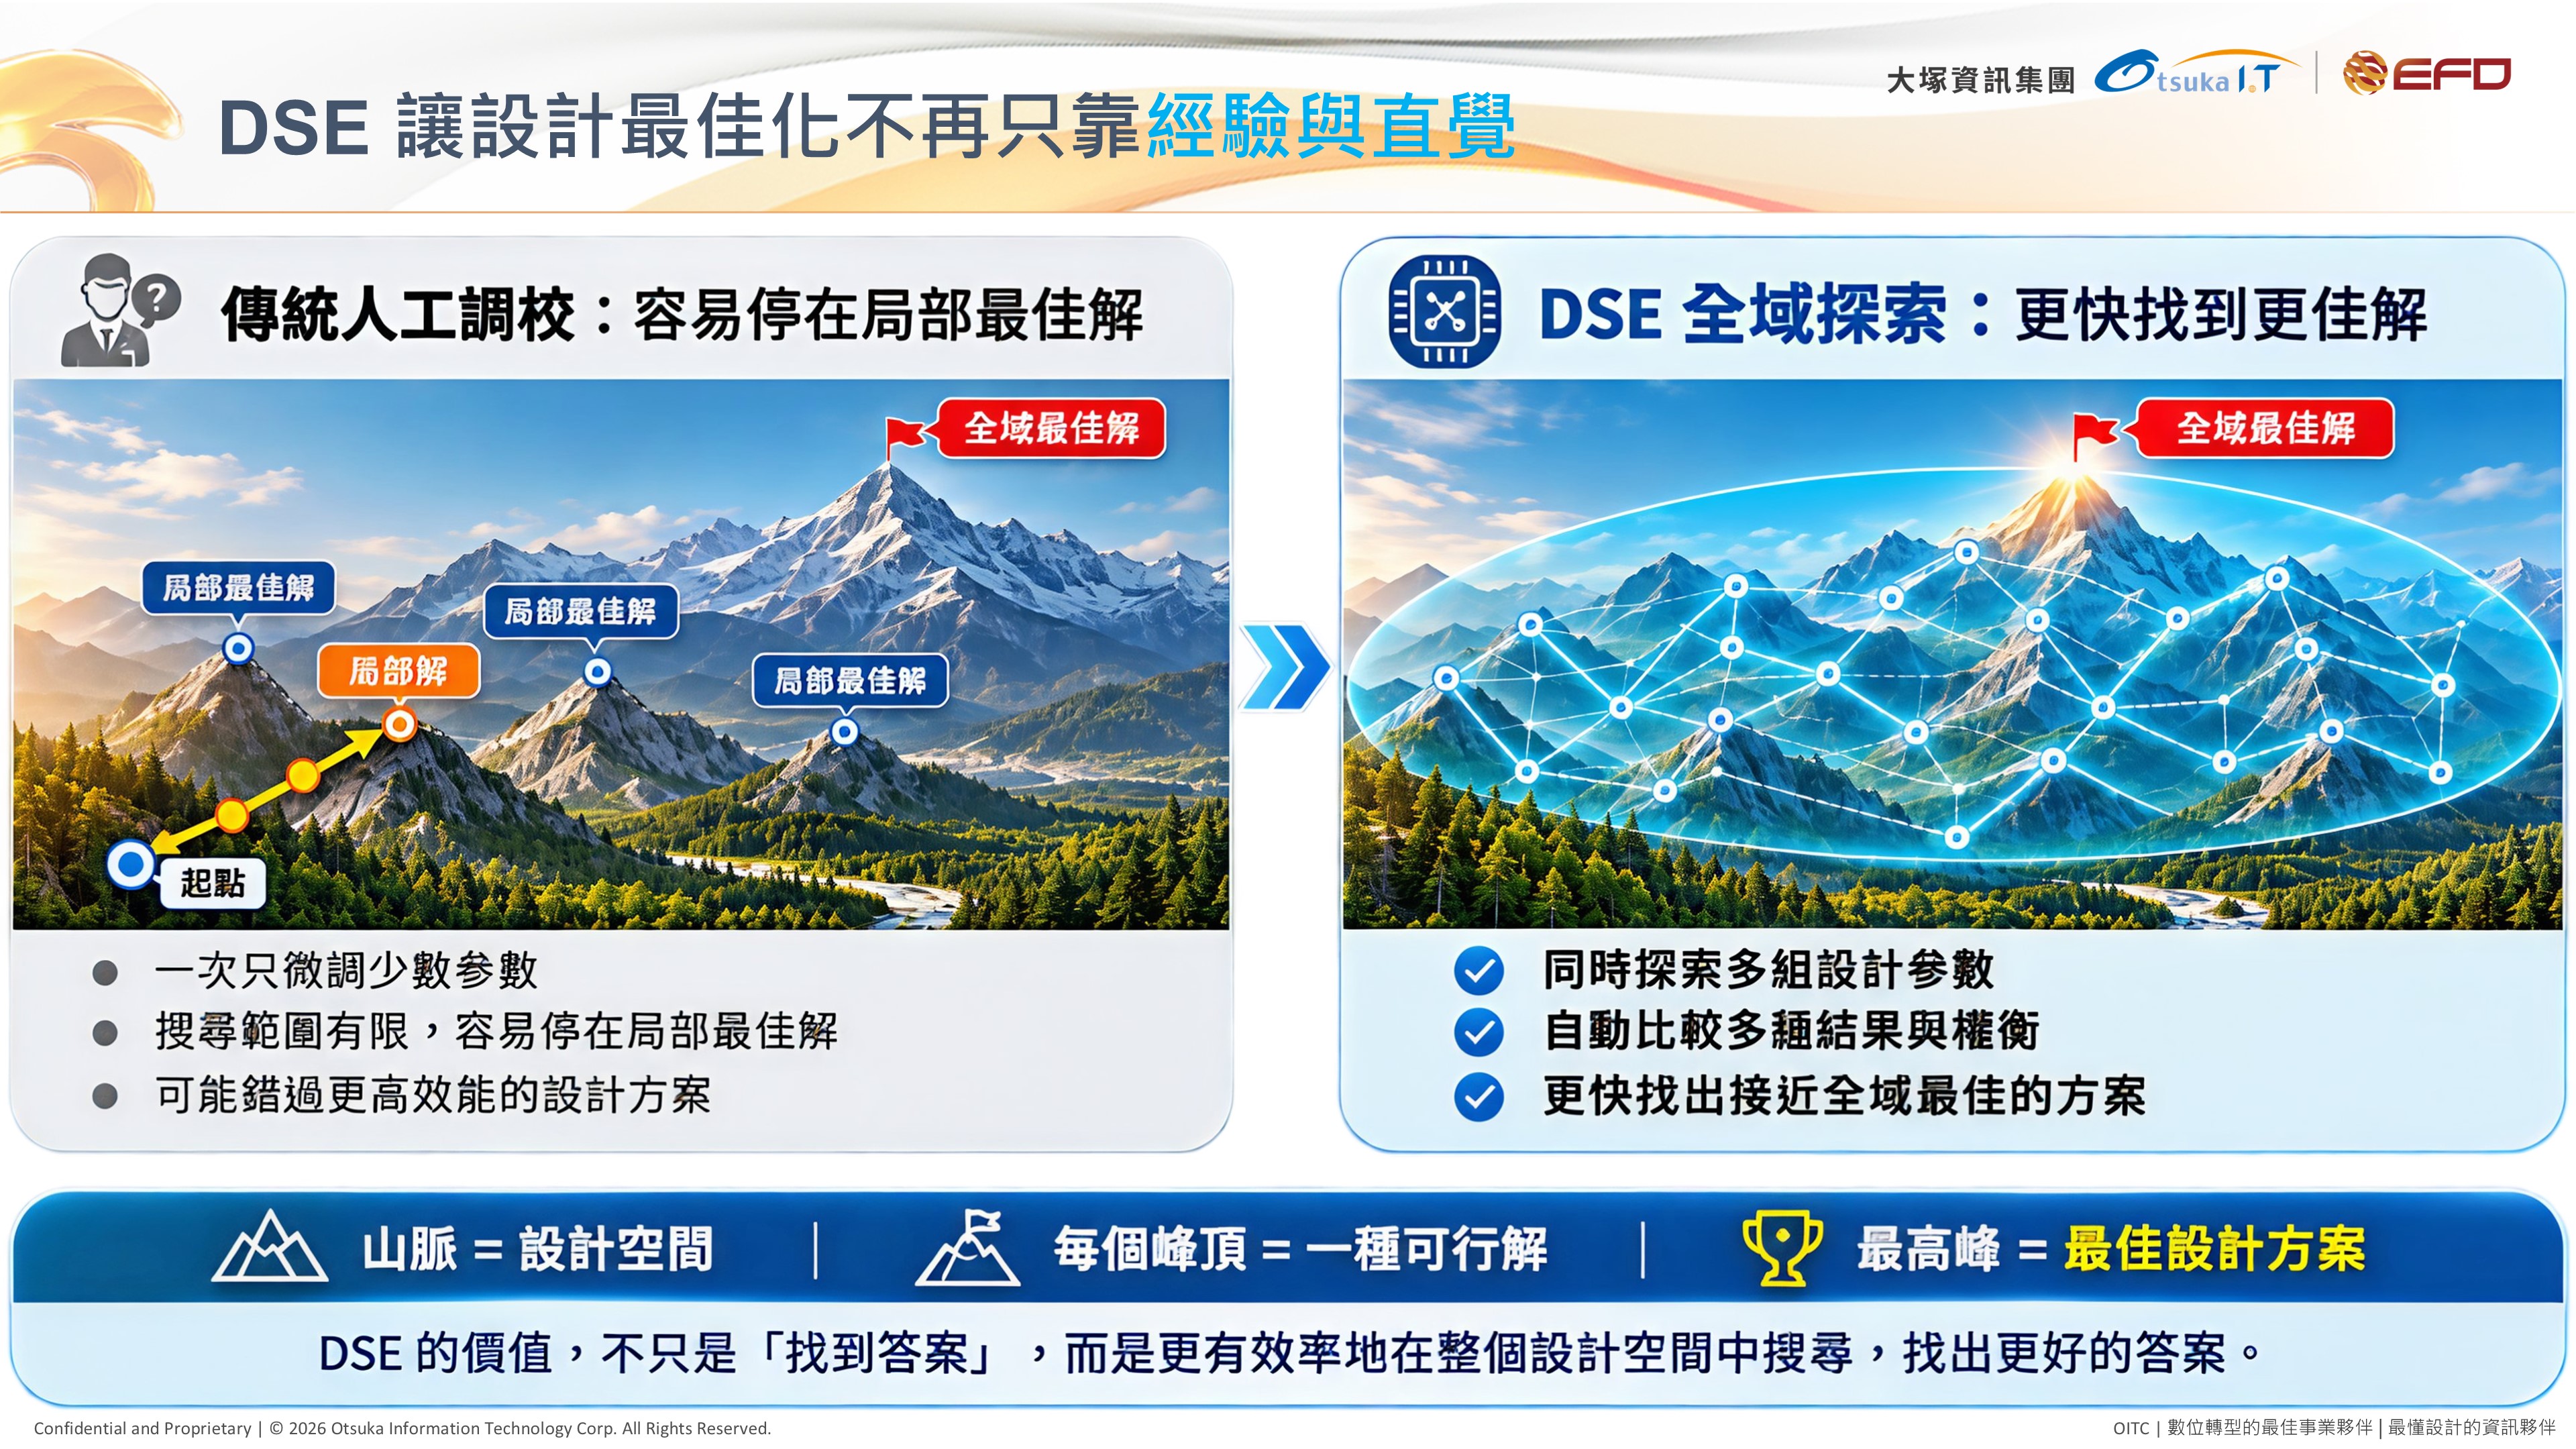 DSE 讓設計最佳化不再只靠經驗與直覺
大塚資訊集團 Otsuka I.T EFD
傳統人工調校：容易停在局部最佳解
全域最佳解
局部最佳解
局部最佳解
局部解
局部最佳解
起點
一次只微調少數參數
搜尋範圍有限，容易停在局部最佳解
可能錯過更高效能的設計方案
DSE 全域探索：更快找到更佳解
全域最佳解
同時探索多組設計參數
自動比較多種結果與權衡
更快找出接近全域最佳的方案
山脈 = 設計空間 | 每個峰頂 = 一種可行解 | 最高峰 = 最佳設計方案
DSE 的價值，不只是「找到答案」，而是更有效率地在整個設計空間中搜尋，找出更好的答案。
Confidential and Proprietary | © 2026 Otsuka Information Technology Corp. All Rights Reserved.
OITC | 數位轉型的最佳事業夥伴 | 最懂設計的資訊夥伴